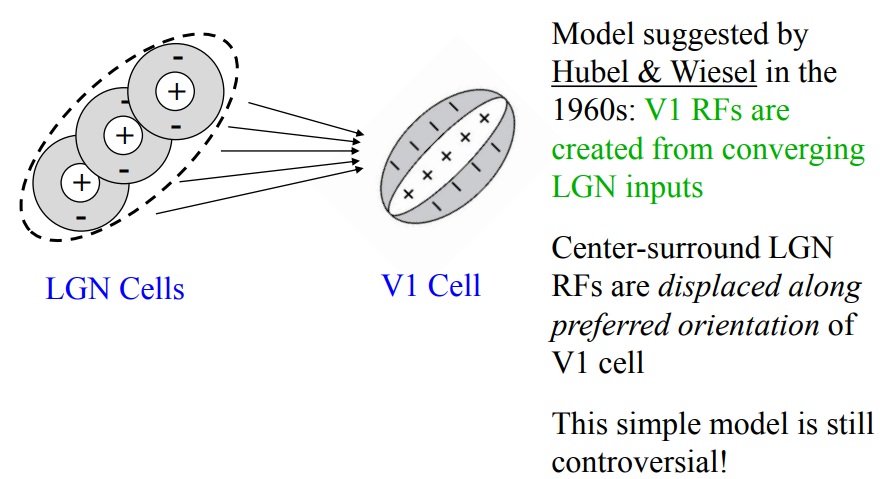 Model suggested by
Hubel & Wiesel in the
1960s: V1 RFs are
created from converging
LGN inputs
Center-surround LGN
RFs are displaced along
preferred orientation of
V1 cell
This simple model is still
controversial!
LGN Cells
V1 Cell